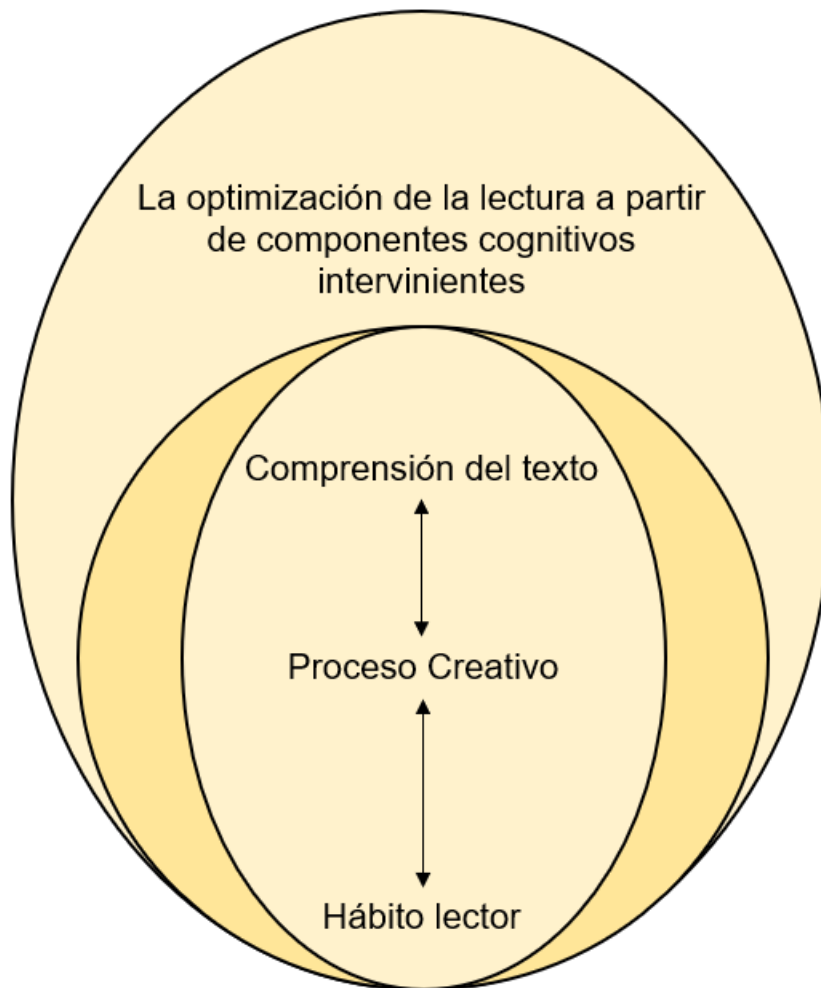 La optimización de la lectura a partir
de componentes cognitivos
intervinientes
Comprensión del texto
Proceso Creativo
Hábito lector